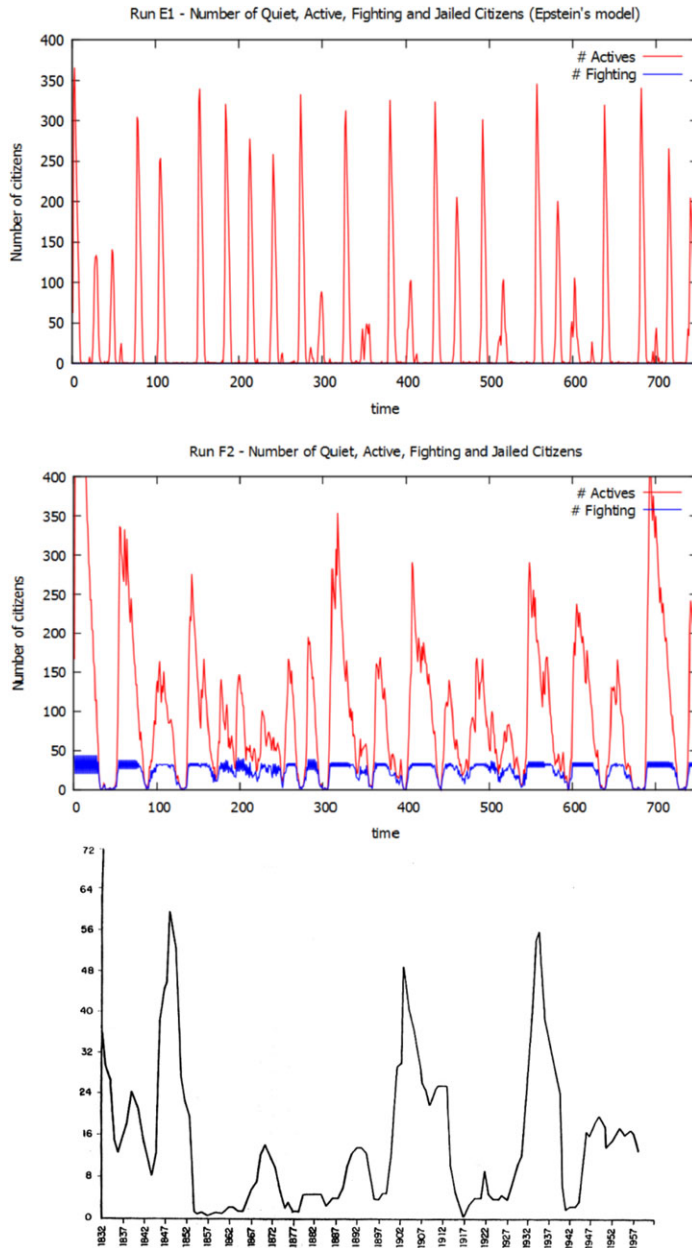 Run E1 - Number of Quiet, Active, Fighting and Jailed Citizens (Epstein's model)
400
350
300
250
200
150
100
50
0
Number of citizens
# Actives
# Fighting
0 100 200 300 400 500 600 700
time
Run F2 - Number of Quiet, Active, Fighting and Jailed Citizens
400
350
300
250
200
150
100
50
0
Number of citizens
# Actives
# Fighting
0 100 200 300 400 500 600 700
time
72
64
56
48
40
32
24
16
8
0
1832 1837 1842 1847 1852 1857 1862 1867 1872 1877 1882 1887 1892 1897 1902 1907 1912 1917 1922 1927 1932 1937 1942 1947 1952 1957